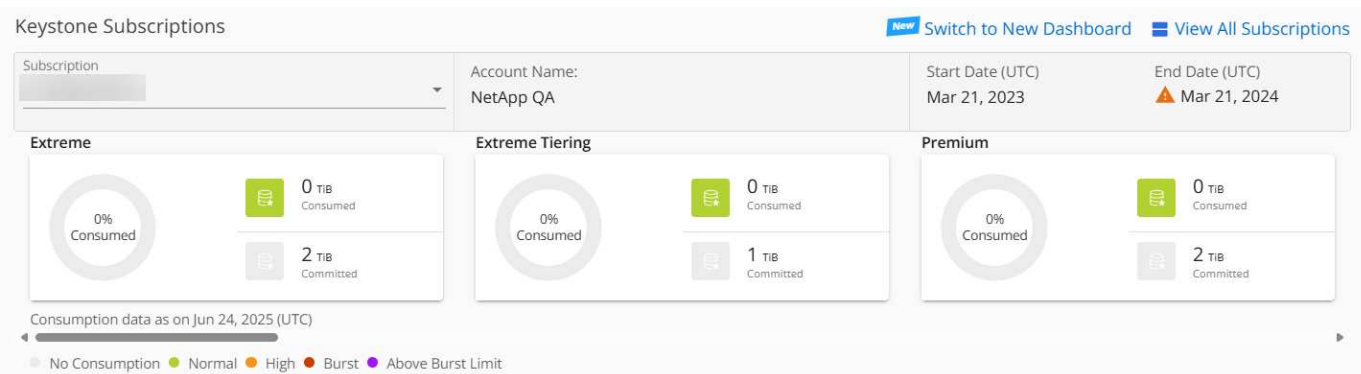 Keystone Subscriptions
New Switch to New Dashboard View All Subscriptions
Subscription
Account Name:
NetApp QA
Start Date (UTC)
Mar 21, 2023
End Date (UTC)
Mar 21, 2024
Extreme
0%
Consumed
0 TiB
Consumed
2 TiB
Committed
Extreme Tiering
0%
Consumed
0 TiB
Consumed
1 TiB
Committed
Premium
0%
Consumed
0 TiB
Consumed
2 TiB
Committed
Consumption data as on Jun 24, 2025 (UTC)
No Consumption Normal High Burst Above Burst Limit